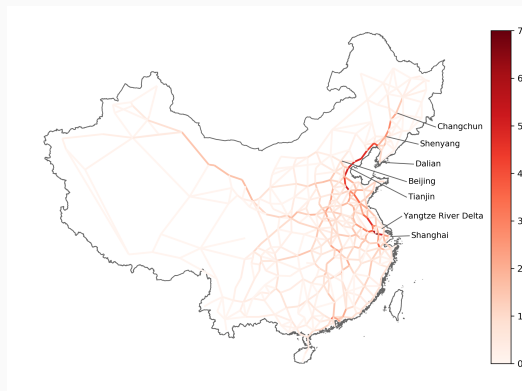 Changchun
Shenyang
Dalian
Beijing
Tianjin
Yangtze River Delta
Shanghai
7
6
5
4
3
2
1
0